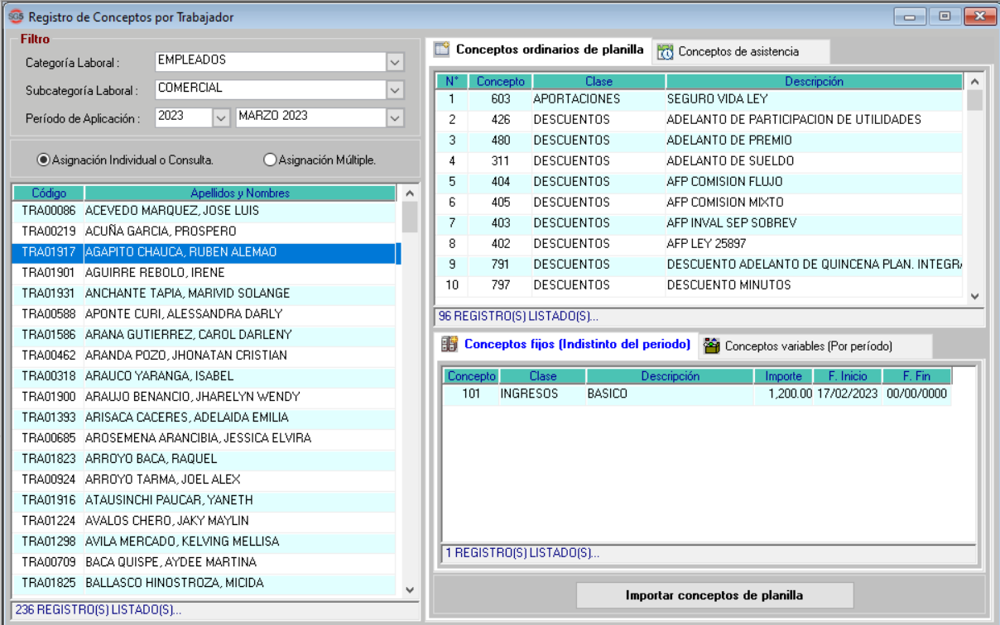 SG5 Registro de Conceptos por Trabajador
Filtro
Categoría Laboral : EMPLEADOS
Subcategoría Laboral : COMERCIAL
Período de Aplicación : 2023 MARZO 2023
Asignación Individual o Consulta. Asignación Múltiple.
Código Apellidos y Nombres
TRA00086 ACEVEDO MARQUEZ, JOSE LUIS
TRA00219 ACUÑA GARCIA, PROSPERO
TRA01917 AGAPITO CHAUCA, RUBEN ALEMAO
TRA01901 AGUIRRE REBOLO, IRENE
TRA01931 ANCHANTE TAPIA, MARIVID SOLANGE
TRA00588 APONTE CURI, ALESSANDRA DARLY
TRA01586 ARANA GUTIERREZ, CAROL DARLENY
TRA00462 ARANDA POZO, JHONATAN CRISTIAN
TRA00318 ARAUCO YARANGA, ISABEL
TRA01900 ARAUJO BENANCIO, JHARELYN WENDY
TRA01393 ARISACA CACERES, ADELAIDA EMILIA
TRA00685 AROSEMENA ARANCIBIA, JESSICA ELVIRA
TRA01823 ARROYO BACA, RAQUEL
TRA00924 ARROYO TARMA, JOEL ALEX
TRA01916 ATAUSINCHI PAUCAR, YANETH
TRA01224 AVALOS CHERO, JAKY MAYLIN
TRA01298 AVILA MERCADO, KELVING MELLISA
TRA00709 BACA QUISPE, AYDEE MARTINA
TRA01825 BALLASCO HINOSTROZA, MICIDA
236 REGISTRO(S) LISTADO(S)...
Conceptos ordinarios de planilla Conceptos de asistencia
N° Concepto Clase Descripción
1 603 APORTACIONES SEGURO VIDA LEY
2 426 DESCUENTOS ADELANTO DE PARTICIPACION DE UTILIDADES
3 480 DESCUENTOS ADELANTO DE PREMIO
4 311 DESCUENTOS ADELANTO DE SUELDO
5 404 DESCUENTOS AFP COMISION FLUJO
6 405 DESCUENTOS AFP COMISION MIXTO
7 403 DESCUENTOS AFP INVAL SEP SOBREV
8 402 DESCUENTOS AFP LEY 25897
9 791 DESCUENTOS DESCUENTO ADELANTO DE QUINCENA PLAN. INTEGRA
10 797 DESCUENTOS DESCUENTO MINUTOS
96 REGISTRO(S) LISTADO(S)...
Conceptos fijos (Indistinto del periodo) Conceptos variables (Por período)
Concepto Clase Descripción Importe F. Inicio F. Fin
101 INGRESOS BASICO 1,200.00 17/02/2023 00/00/0000
1 REGISTRO(S) LISTADO(S)...
Importar conceptos de planilla